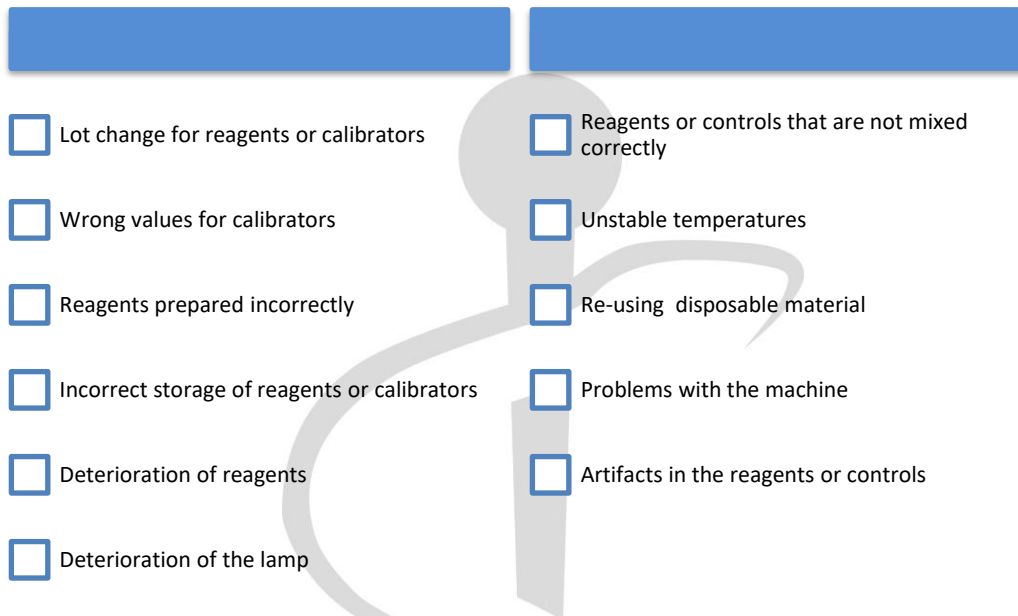 Lot change for reagents or calibrators
Wrong values for calibrators
Reagents prepared incorrectly
Incorrect storage of reagents or calibrators
Deterioration of reagents
Deterioration of the lamp
Reagents or controls that are not mixed
correctly
Unstable temperatures
Re-using  disposable material
Problems with the machine
Artifacts in the reagents or controls